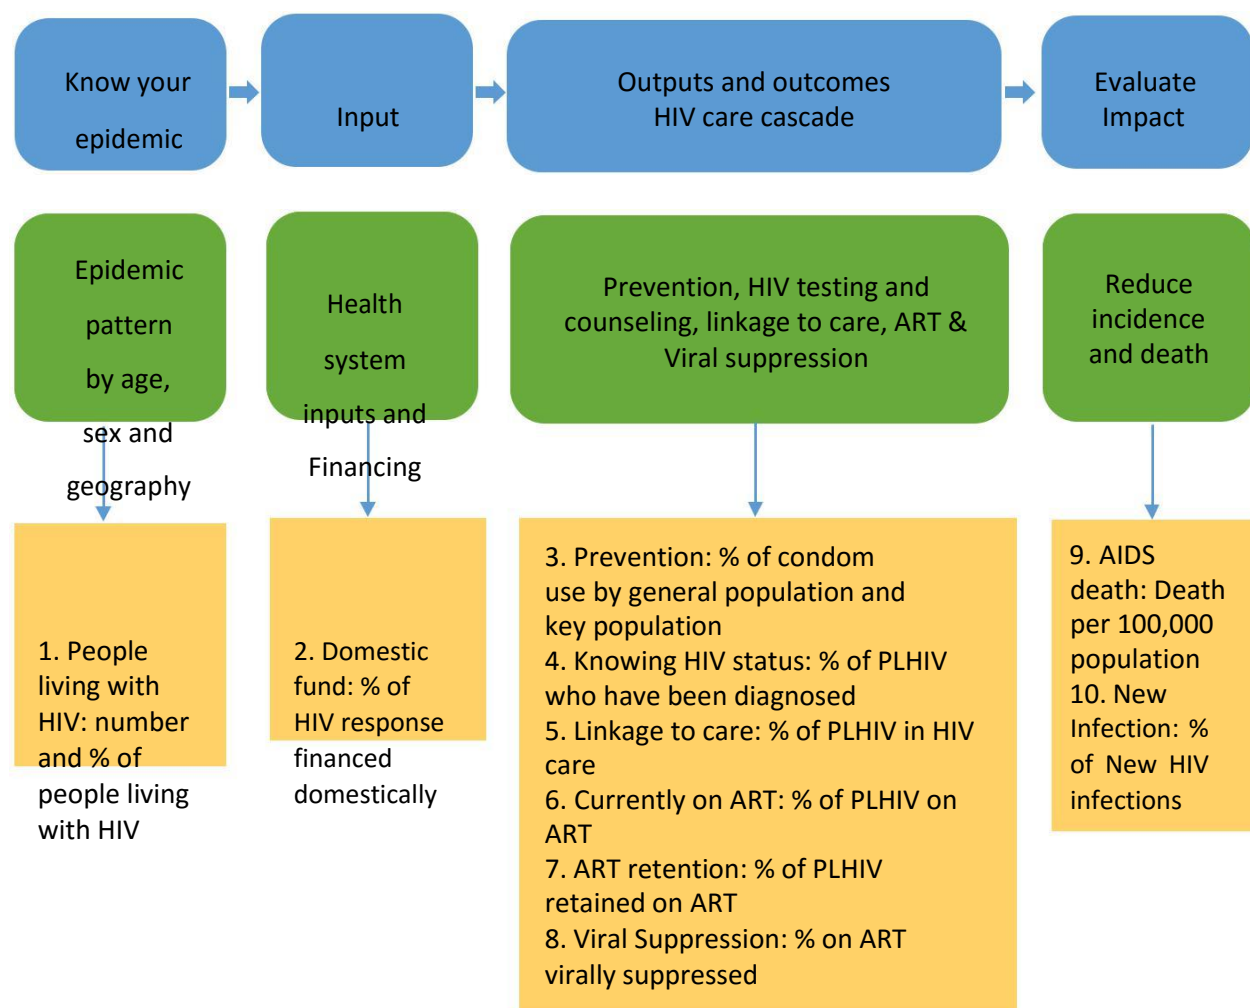 Know your
epidemic
Input
Outputs and outcomes
HIV care cascade
Evaluate
Impact
Epidemic
pattern
by age,
sex and
geography
Health
system
inputs and
Financing
Prevention, HIV testing and
counseling, linkage to care, ART &
Viral suppression
Reduce
incidence
and death
1. People
living with
HIV: number
and % of
people living
with HIV
2. Domestic
fund: % of
HIV response
financed
domestically
3. Prevention: % of condom
use by general population and
key population
4. Knowing HIV status: % of PLHIV
who have been diagnosed
5. Linkage to care: % of PLHIV in HIV
care
6. Currently on ART: % of PLHIV on
ART
7. ART retention: % of PLHIV
retained on ART
8. Viral Suppression: % on ART
virally suppressed
9. AIDS
death: Death
per 100,000
population
10. New
Infection: %
of New HIV
infections